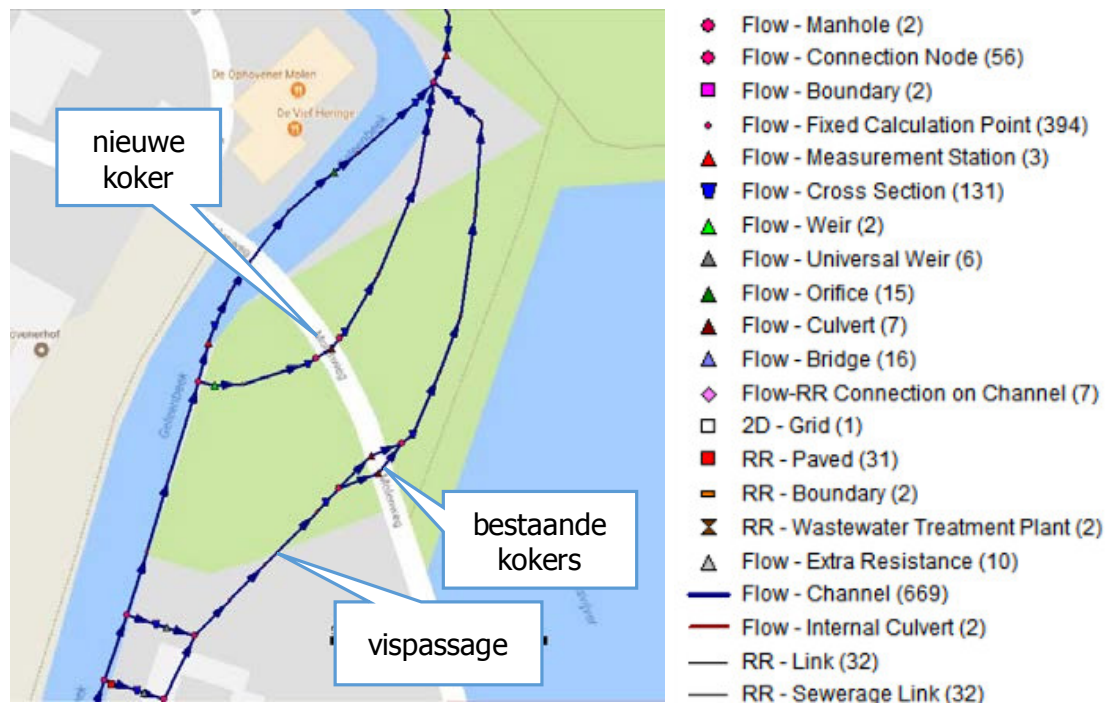 De Ophovener Molen
De Vief Heringe
nieuwe
koker
Molenweg
Geleenbeek
Molenweg
bestaande
kokers
vispassage
Flow - Manhole (2)
Flow - Connection Node (56)
Flow - Boundary (2)
Flow - Fixed Calculation Point (394)
Flow - Measurement Station (3)
Flow - Cross Section (131)
Flow - Weir (2)
Flow - Universal Weir (6)
Flow - Orifice (15)
Flow - Culvert (7)
Flow - Bridge (16)
Flow-RR Connection on Channel (7)
2D - Grid (1)
RR - Paved (31)
RR - Boundary (2)
RR - Wastewater Treatment Plant (2)
Flow - Extra Resistance (10)
Flow - Channel (669)
Flow - Internal Culvert (2)
RR - Link (32)
RR - Sewerage Link (32)